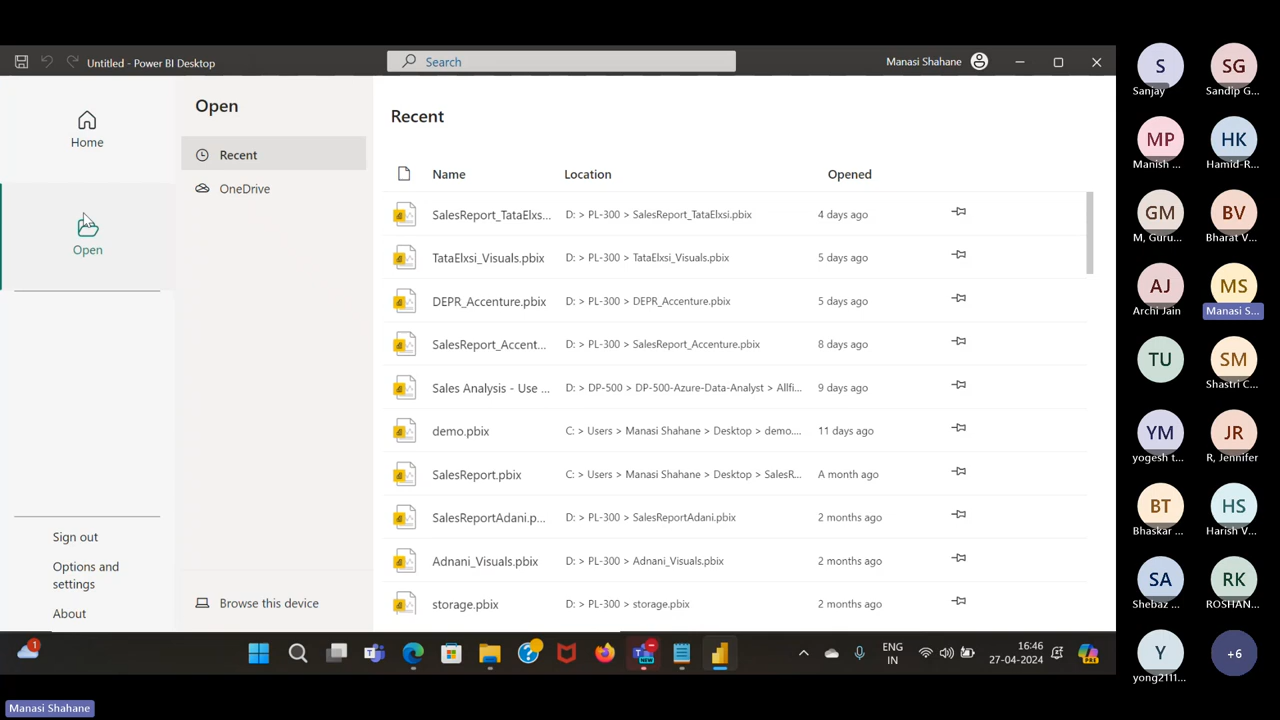 Untitled - Power BI Desktop
Search
Manasi Shahane
Home
Open
Sign out
Options and
settings
About
Open
Recent
OneDrive
Browse this device
Recent
Name Location Opened
SalesReport_TataElxs... D: > PL-300 > SalesReport_TataElxsi.pbix 4 days ago
TataElxsi_Visuals.pbix D: > PL-300 > TataElxsi_Visuals.pbix 5 days ago
DEPR_Accenture.pbix D: > PL-300 > DEPR_Accenture.pbix 5 days ago
SalesReport_Accent... D: > PL-300 > SalesReport_Accenture.pbix 8 days ago
Sales Analysis - Use ... D: > DP-500 > DP-500-Azure-Data-Analyst > Allfi... 9 days ago
demo.pbix C: > Users > Manasi Shahane > Desktop > demo.... 11 days ago
SalesReport.pbix C: > Users > Manasi Shahane > Desktop > SalesR... A month ago
SalesReportAdani.p... D: > PL-300 > SalesReportAdani.pbix 2 months ago
Adnani_Visuals.pbix D: > PL-300 > Adnani_Visuals.pbix 2 months ago
storage.pbix D: > PL-300 > storage.pbix 2 months ago
1
NEW
ENG
IN
16:46
27-04-2024
PRE
S SG
Sanjay Sandip G...
MP HK
Manish ... Hamid-R...
GM BV
M, Guru... Bharat V...
AJ MS
Archi Jain Manasi S...
TU SM
Shastri C...
YM JR
yogesh t... R, Jennifer
BT HS
Bhaskar ... Harish V...
SA RK
Shebaz ... ROSHAN...
Y +6
yong2111...
Manasi Shahane